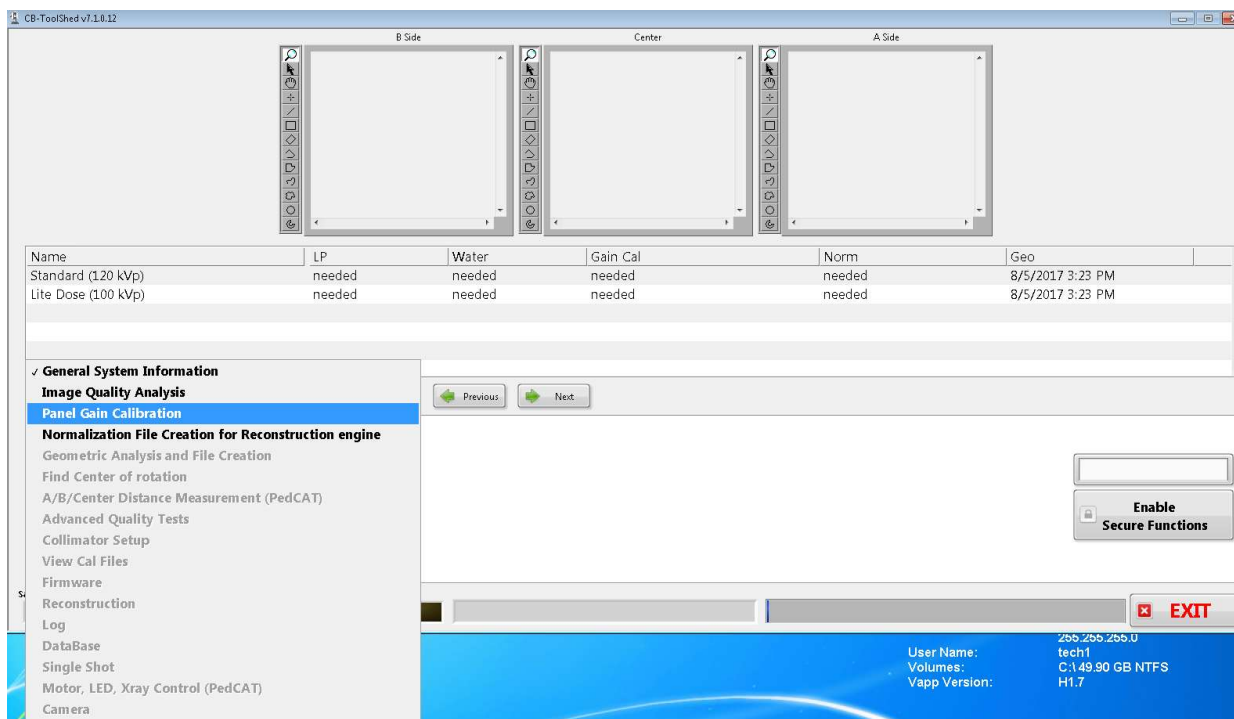 CB-ToolShed v7.1.0.12
B Side Center A Side
Name LP Water Gain Cal Norm Geo
Standard (120 kVp) needed needed needed needed 8/5/2017 3:23 PM
Lite Dose (100 kVp) needed needed needed needed 8/5/2017 3:23 PM
✓ General System Information
Image Quality Analysis
Previous Next
Panel Gain Calibration
Normalization File Creation for Reconstruction engine
Geometric Analysis and File Creation
Find Center of rotation
A/B/Center Distance Measurement (PedCAT)
Advanced Quality Tests
Enable
Secure Functions
Collimator Setup
View Cal Files
Firmware
Reconstruction
EXIT
Log
DataBase
Single Shot
Motor, LED, Xray Control (PedCAT)
Camera
255.255.255.0
User Name: tech1
Volumes: C:\ 49.90 GB NTFS
Vapp Version: H1.7